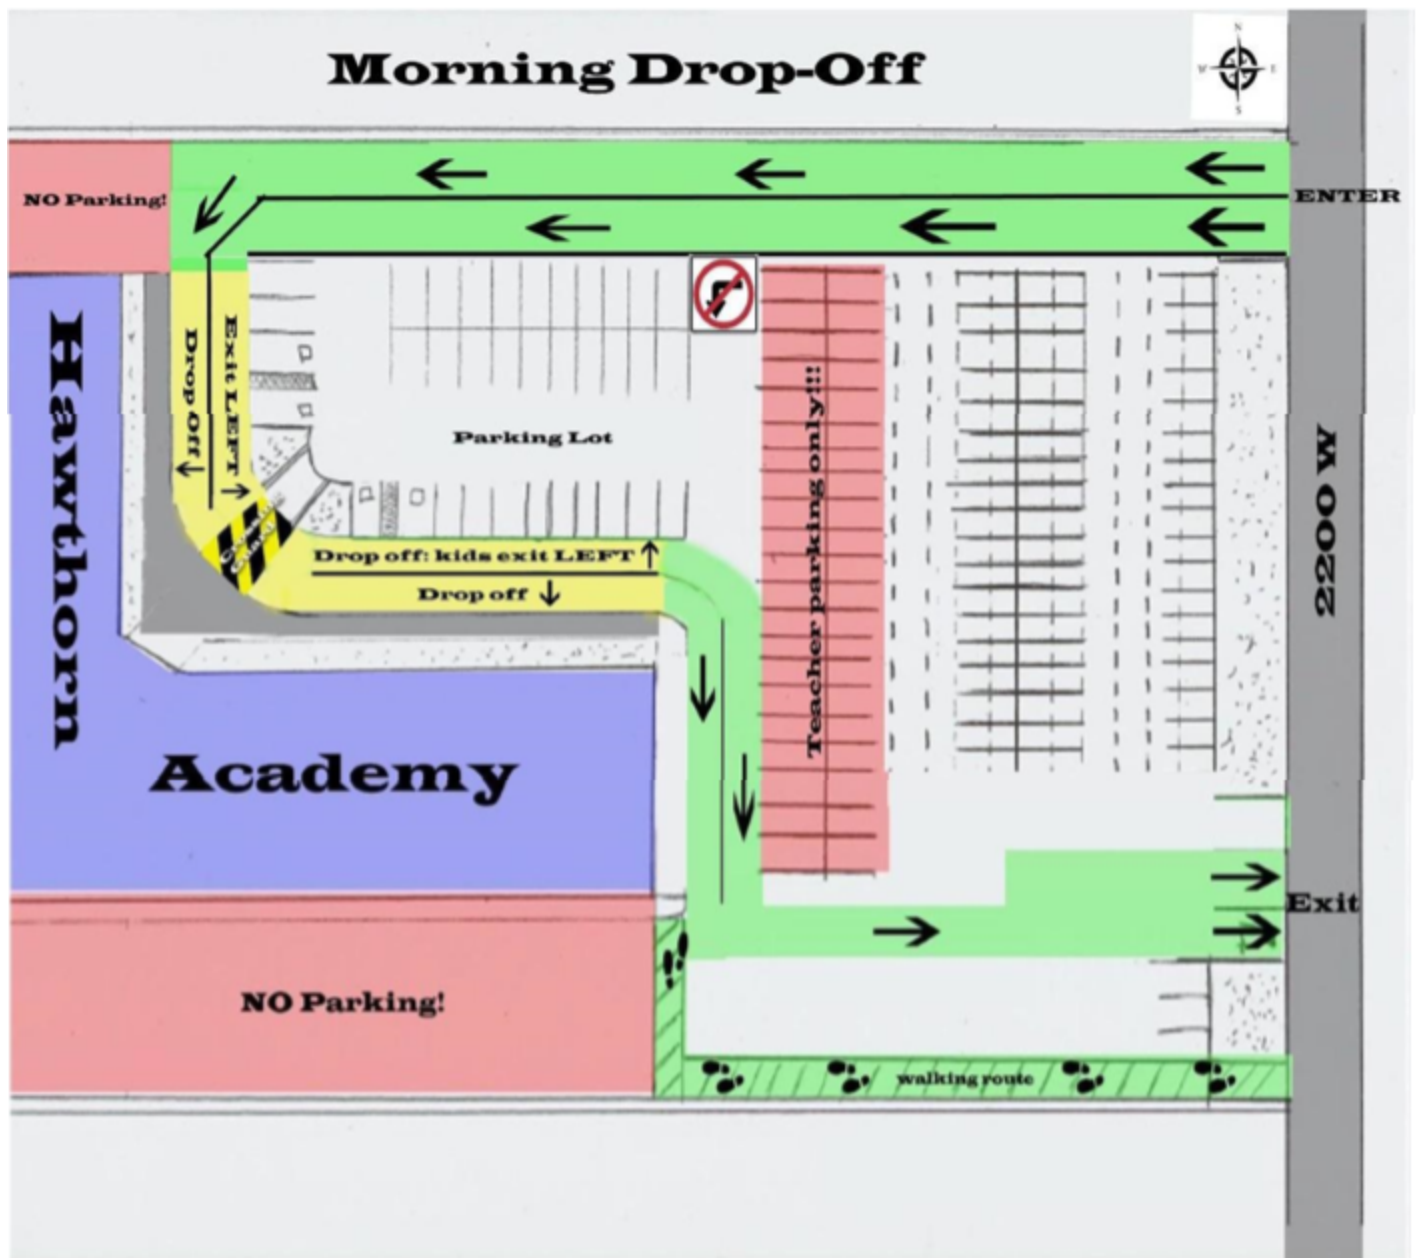 Morning Drop-Off
N
W E
S
NO Parking!
ENTER
Hawthorn
Drop Off
Exit LEFT
Parking Lot
Teacher parking only!!!
2200 W
Drop off: kids exit LEFT
Drop off
Academy
Exit
NO Parking!
walking route